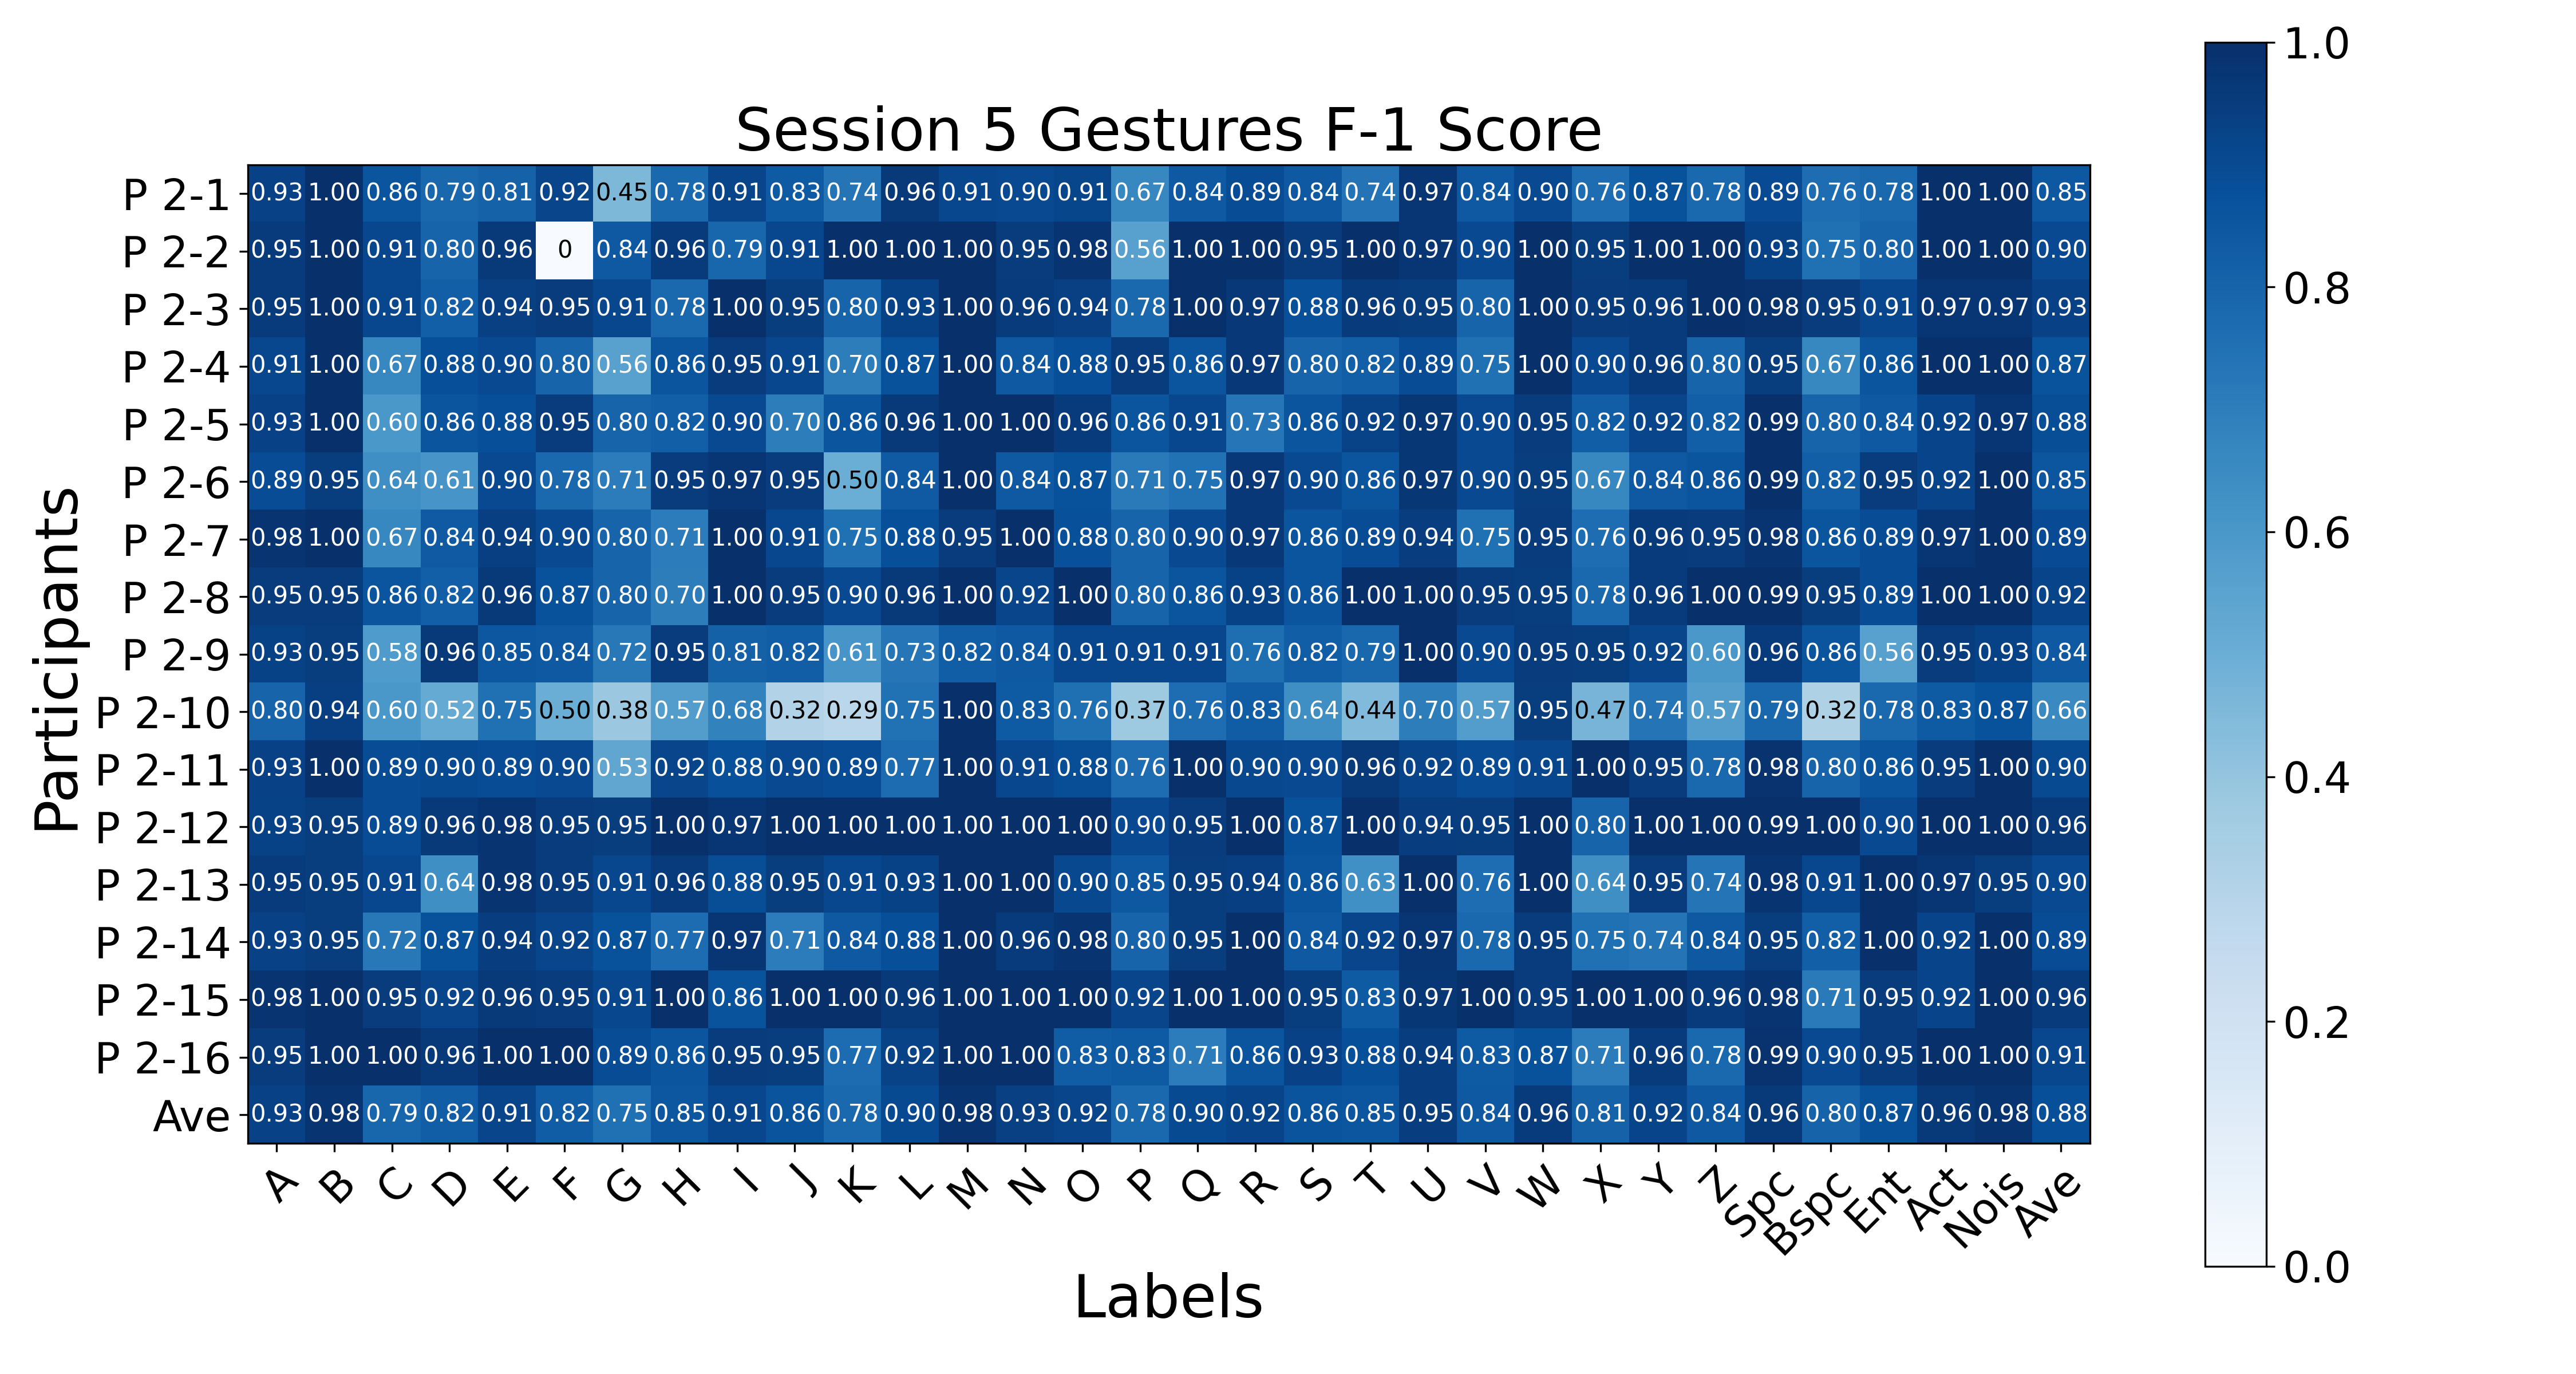 Session 5 Gestures F-1 Score
P 2-1 0.93 1.00 0.86 0.79 0.81 0.92 0.45 0.78 0.91 0.83 0.74 0.96 0.91 0.90 0.91 0.67 0.84 0.89 0.84 0.74 0.97 0.84 0.90 0.76 0.87 0.78 0.89 0.76 0.78 1.00 1.00 0.85
P 2-2 0.95 1.00 0.91 0.80 0.96 0 0.84 0.96 0.79 0.91 1.00 1.00 1.00 0.95 0.98 0.56 1.00 1.00 0.95 1.00 0.97 0.90 1.00 0.95 1.00 1.00 0.93 0.75 0.80 1.00 1.00 0.90
P 2-3 0.95 1.00 0.91 0.82 0.94 0.95 0.91 0.78 1.00 0.95 0.80 0.93 1.00 0.96 0.94 0.78 1.00 0.97 0.88 0.96 0.95 0.80 1.00 0.95 0.96 1.00 0.98 0.95 0.91 0.97 0.97 0.93
P 2-4 0.91 1.00 0.67 0.88 0.90 0.80 0.56 0.86 0.95 0.91 0.70 0.87 1.00 0.84 0.88 0.95 0.86 0.97 0.80 0.82 0.89 0.75 1.00 0.90 0.96 0.80 0.95 0.67 0.86 1.00 1.00 0.87
P 2-5 0.93 1.00 0.60 0.86 0.88 0.95 0.80 0.82 0.90 0.70 0.86 0.96 1.00 1.00 0.96 0.86 0.91 0.73 0.86 0.92 0.97 0.90 0.95 0.82 0.92 0.82 0.99 0.80 0.84 0.92 0.97 0.88
P 2-6 0.89 0.95 0.64 0.61 0.90 0.78 0.71 0.95 0.97 0.95 0.50 0.84 1.00 0.84 0.87 0.71 0.75 0.97 0.90 0.86 0.97 0.90 0.95 0.67 0.84 0.86 0.99 0.82 0.95 0.92 1.00 0.85
P 2-7 0.98 1.00 0.67 0.84 0.94 0.90 0.80 0.71 1.00 0.91 0.75 0.88 0.95 1.00 0.88 0.80 0.90 0.97 0.86 0.89 0.94 0.75 0.95 0.76 0.96 0.95 0.98 0.86 0.89 0.97 1.00 0.89
P 2-8 0.95 0.95 0.86 0.82 0.96 0.87 0.80 0.70 1.00 0.95 0.90 0.96 1.00 0.92 1.00 0.80 0.86 0.93 0.86 1.00 1.00 0.95 0.95 0.78 0.96 1.00 0.99 0.95 0.89 1.00 1.00 0.92
P 2-9 0.93 0.95 0.58 0.96 0.85 0.84 0.72 0.95 0.81 0.82 0.61 0.73 0.82 0.84 0.91 0.91 0.91 0.76 0.82 0.79 1.00 0.90 0.95 0.95 0.92 0.60 0.96 0.86 0.56 0.95 0.93 0.84
P 2-10 0.80 0.94 0.60 0.52 0.75 0.50 0.38 0.57 0.68 0.32 0.29 0.75 1.00 0.83 0.76 0.37 0.76 0.83 0.64 0.44 0.70 0.57 0.95 0.47 0.74 0.57 0.79 0.32 0.78 0.83 0.87 0.66
P 2-11 0.93 1.00 0.89 0.90 0.89 0.90 0.53 0.92 0.88 0.90 0.89 0.77 1.00 0.91 0.88 0.76 1.00 0.90 0.90 0.96 0.92 0.89 0.91 1.00 0.95 0.78 0.98 0.80 0.86 0.95 1.00 0.90
P 2-12 0.93 0.95 0.89 0.96 0.98 0.95 0.95 1.00 0.97 1.00 1.00 1.00 1.00 1.00 1.00 0.90 0.95 1.00 0.87 1.00 0.94 0.95 1.00 0.80 1.00 1.00 0.99 1.00 0.90 1.00 1.00 0.96
P 2-13 0.95 0.95 0.91 0.64 0.98 0.95 0.91 0.96 0.88 0.95 0.91 0.93 1.00 1.00 0.90 0.85 0.95 0.94 0.86 0.63 1.00 0.76 1.00 0.64 0.95 0.74 0.98 0.91 1.00 0.97 0.95 0.90
P 2-14 0.93 0.95 0.72 0.87 0.94 0.92 0.87 0.77 0.97 0.71 0.84 0.88 1.00 0.96 0.98 0.80 0.95 1.00 0.84 0.92 0.97 0.78 0.95 0.75 0.74 0.84 0.95 0.82 1.00 0.92 1.00 0.89
P 2-15 0.98 1.00 0.95 0.92 0.96 0.95 0.91 1.00 0.86 1.00 1.00 0.96 1.00 1.00 1.00 0.92 1.00 1.00 0.95 0.83 0.97 1.00 0.95 1.00 1.00 0.96 0.98 0.71 0.95 0.92 1.00 0.96
P 2-16 0.95 1.00 1.00 0.96 1.00 1.00 0.89 0.86 0.95 0.95 0.77 0.92 1.00 1.00 0.83 0.83 0.71 0.86 0.93 0.88 0.94 0.83 0.87 0.71 0.96 0.78 0.99 0.90 0.95 1.00 1.00 0.91
Ave 0.93 0.98 0.79 0.82 0.91 0.82 0.75 0.85 0.91 0.86 0.78 0.90 0.98 0.93 0.92 0.78 0.90 0.92 0.86 0.85 0.95 0.84 0.96 0.81 0.92 0.84 0.96 0.80 0.87 0.96 0.98 0.88
A B C D E F G H I J K L M N O P Q R S T U V W X Y Z Spc Bspc Ent Act Nois Ave
Labels
Participants
1.0
0.8
0.6
0.4
0.2
0.0